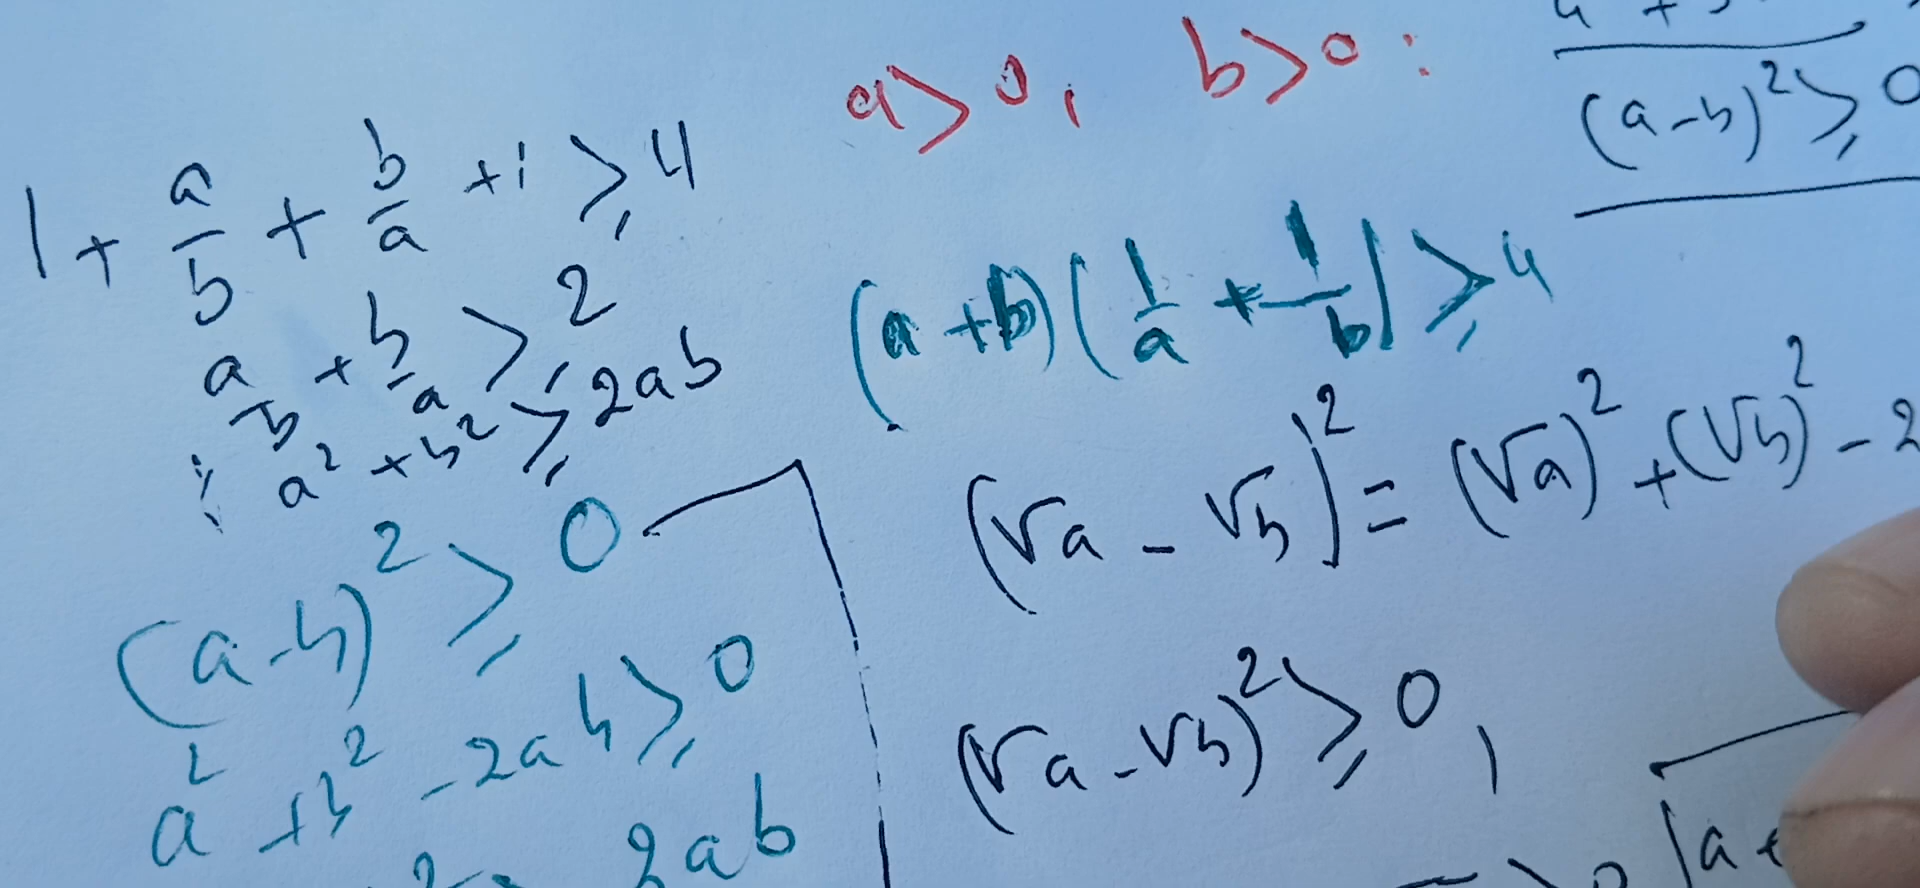 a>0, b>0:
1 + a/b + b/a + 1 ≥ 4
a/b + b/a ≥ 2
a² + b² ≥ 2ab
(a-b)² ≥ 0
a² + b² - 2ab ≥ 0
2ab
(a-b)² ≥ 0
(a+b)(1/a + 1/b) ≥ 4
(√a - √b)² = (√a)² + (√b)² - 2
(√a - √b)² ≥ 0,